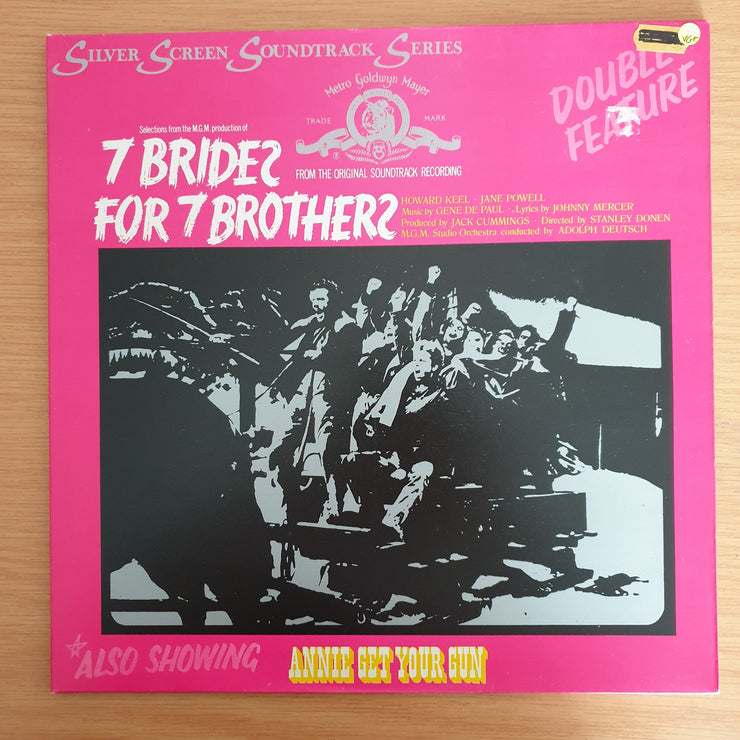 SILVER SCREEN SOUNDTRACK SERIES
DOUBLE
FEATURE
Metro Goldwyn Mayer
TRADE MARK
Selections from the M.G.M. production of
7 BRIDES
FOR 7 BROTHERS
FROM THE ORIGINAL SOUNDTRACK RECORDING
HOWARD KEEL · JANE POWELL
Music by GENE DE PAUL · Lyrics by JOHNNY MERCER
Produced by JACK CUMMINGS · Directed by STANLEY DONEN
M.G.M. Studio Orchestra conducted by ADOLPH DEUTSCH
ALSO SHOWING
ANNIE GET YOUR GUN